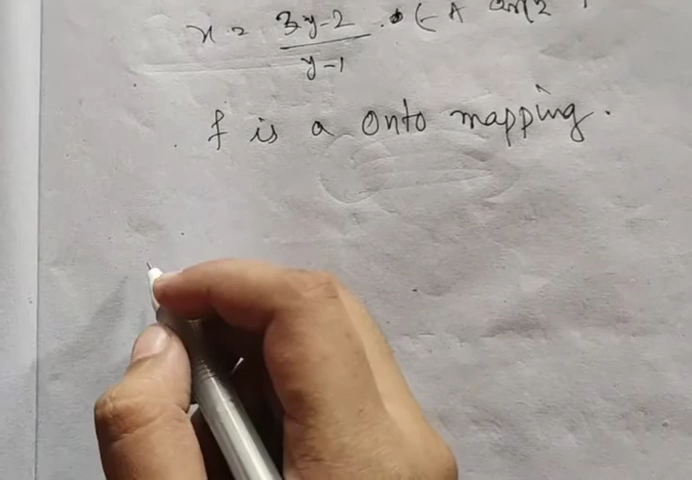 x = 3y-2 / y-1
f is a onto mapping.